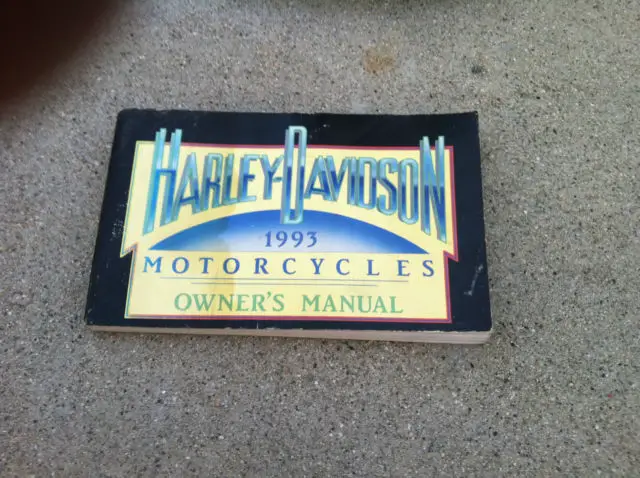 HARLEY-DAVIDSON
1993
MOTORCYCLES
OWNER'S MANUAL